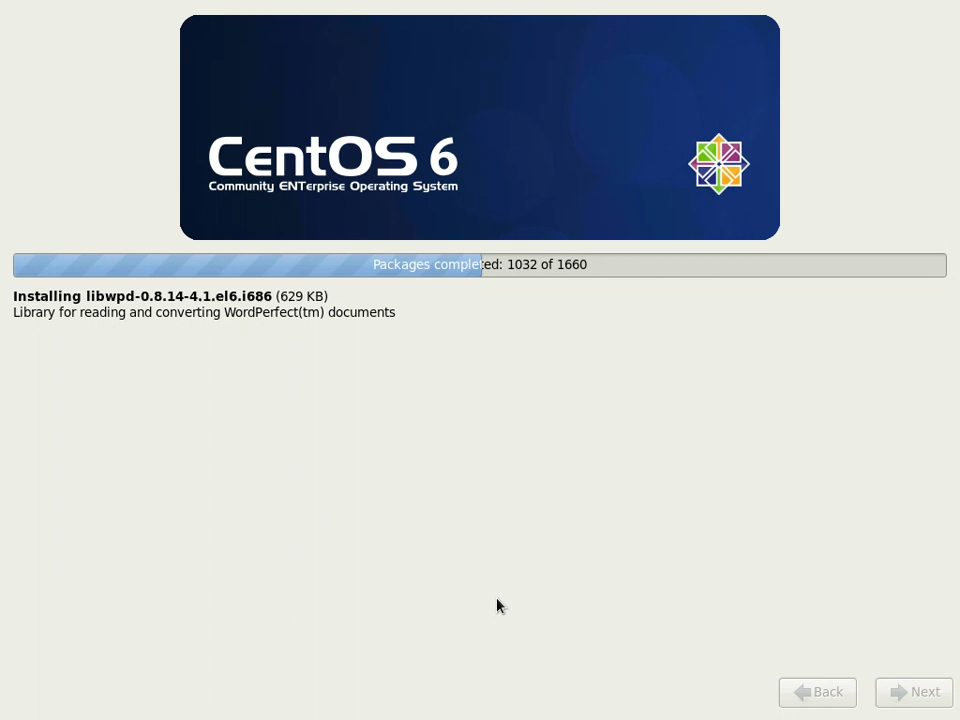 CentOS 6
Community ENTerprise Operating System
Packages completed: 1032 of 1660
Installing libwpd-0.8.14-4.1.el6.i686 (629 KB)
Library for reading and converting WordPerfect(tm) documents
Back Next